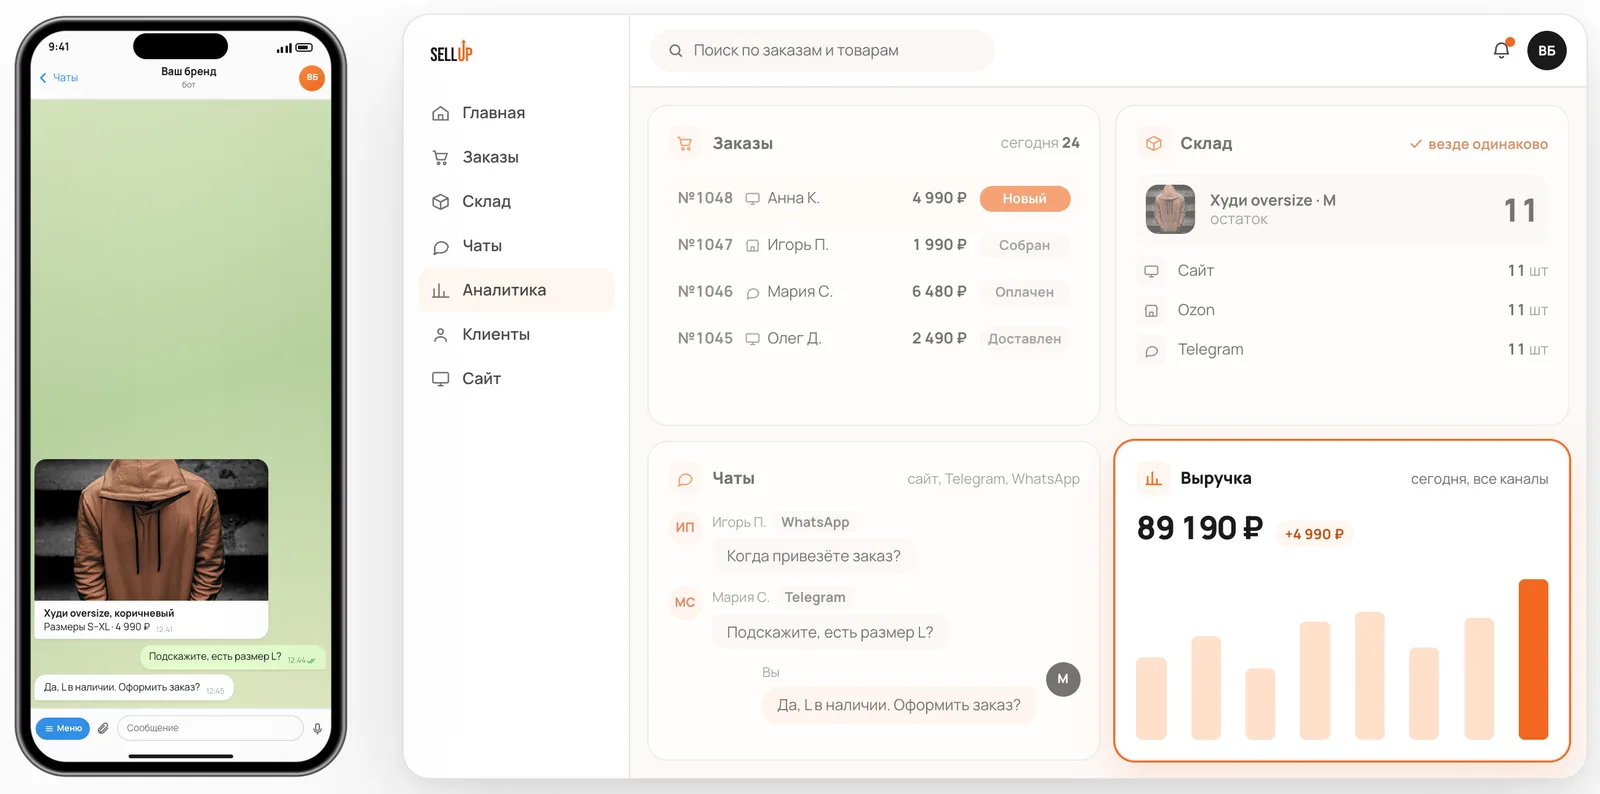 9:41
Чаты
Ваш бренд
бот
ВБ
Худи oversize, коричневый
Размеры S–XL · 4 990 ₽ 12:41
Подскажите, есть размер L? 12:44
Да, L в наличии. Оформить заказ? 12:45
Меню
Сообщение
SELLUP
Главная
Заказы
Склад
Чаты
Аналитика
Клиенты
Сайт
Поиск по заказам и товарам
ВБ
Заказы
сегодня 24
№1048 Анна К. 4 990 ₽ Новый
№1047 Игорь П. 1 990 ₽ Собран
№1046 Мария С. 6 480 ₽ Оплачен
№1045 Олег Д. 2 490 ₽ Доставлен
Склад
везде одинаково
Худи oversize · M
остаток
11
Сайт 11 шт
Ozon 11 шт
Telegram 11 шт
Чаты
сайт, Telegram, WhatsApp
ИП
Игорь П. WhatsApp
Когда привезёте заказ?
МС
Мария С. Telegram
Подскажите, есть размер L?
Вы
Да, L в наличии. Оформить заказ?
М
Выручка
сегодня, все каналы
89 190 ₽
+4 990 ₽